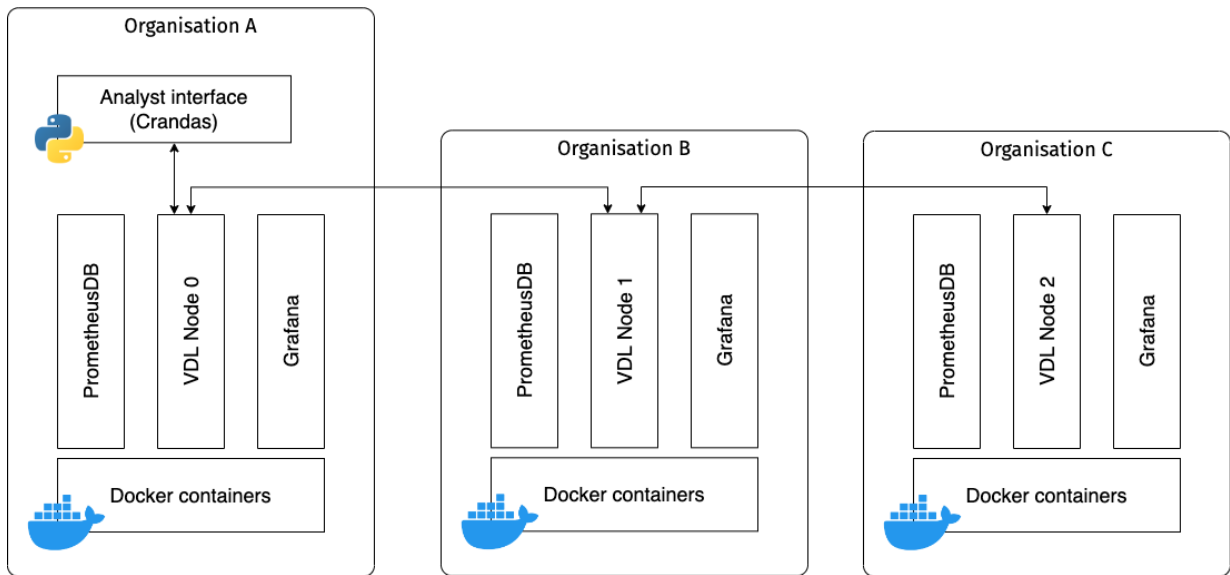 Organisation A
Analyst interface
(Crandas)
PrometheusDB
VDL Node 0
Grafana
Docker containers
Organisation B
PrometheusDB
VDL Node 1
Grafana
Docker containers
Organisation C
PrometheusDB
VDL Node 2
Grafana
Docker containers